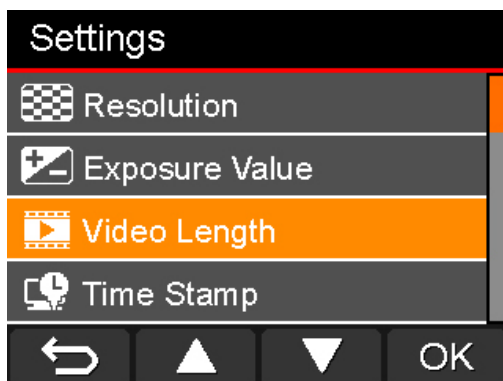 Settings
Resolution
Exposure Value
Video Length
Time Stamp
OK